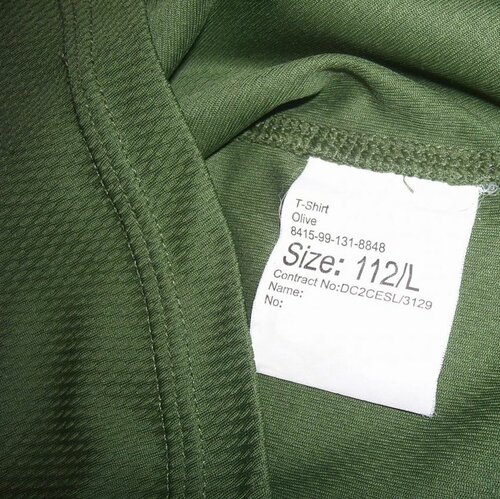 T-Shirt
Olive
8415-99-131-8848
Size: 112/L
Contract No:DC2CESL/3129
Name:
No: